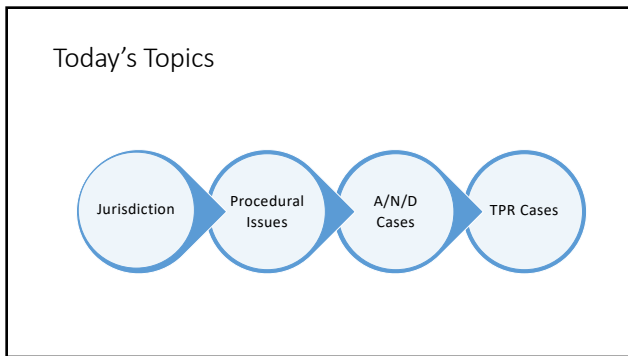 Today’s Topics
Jurisdiction
Procedural
Issues
A/N/D
Cases
TPR Cases